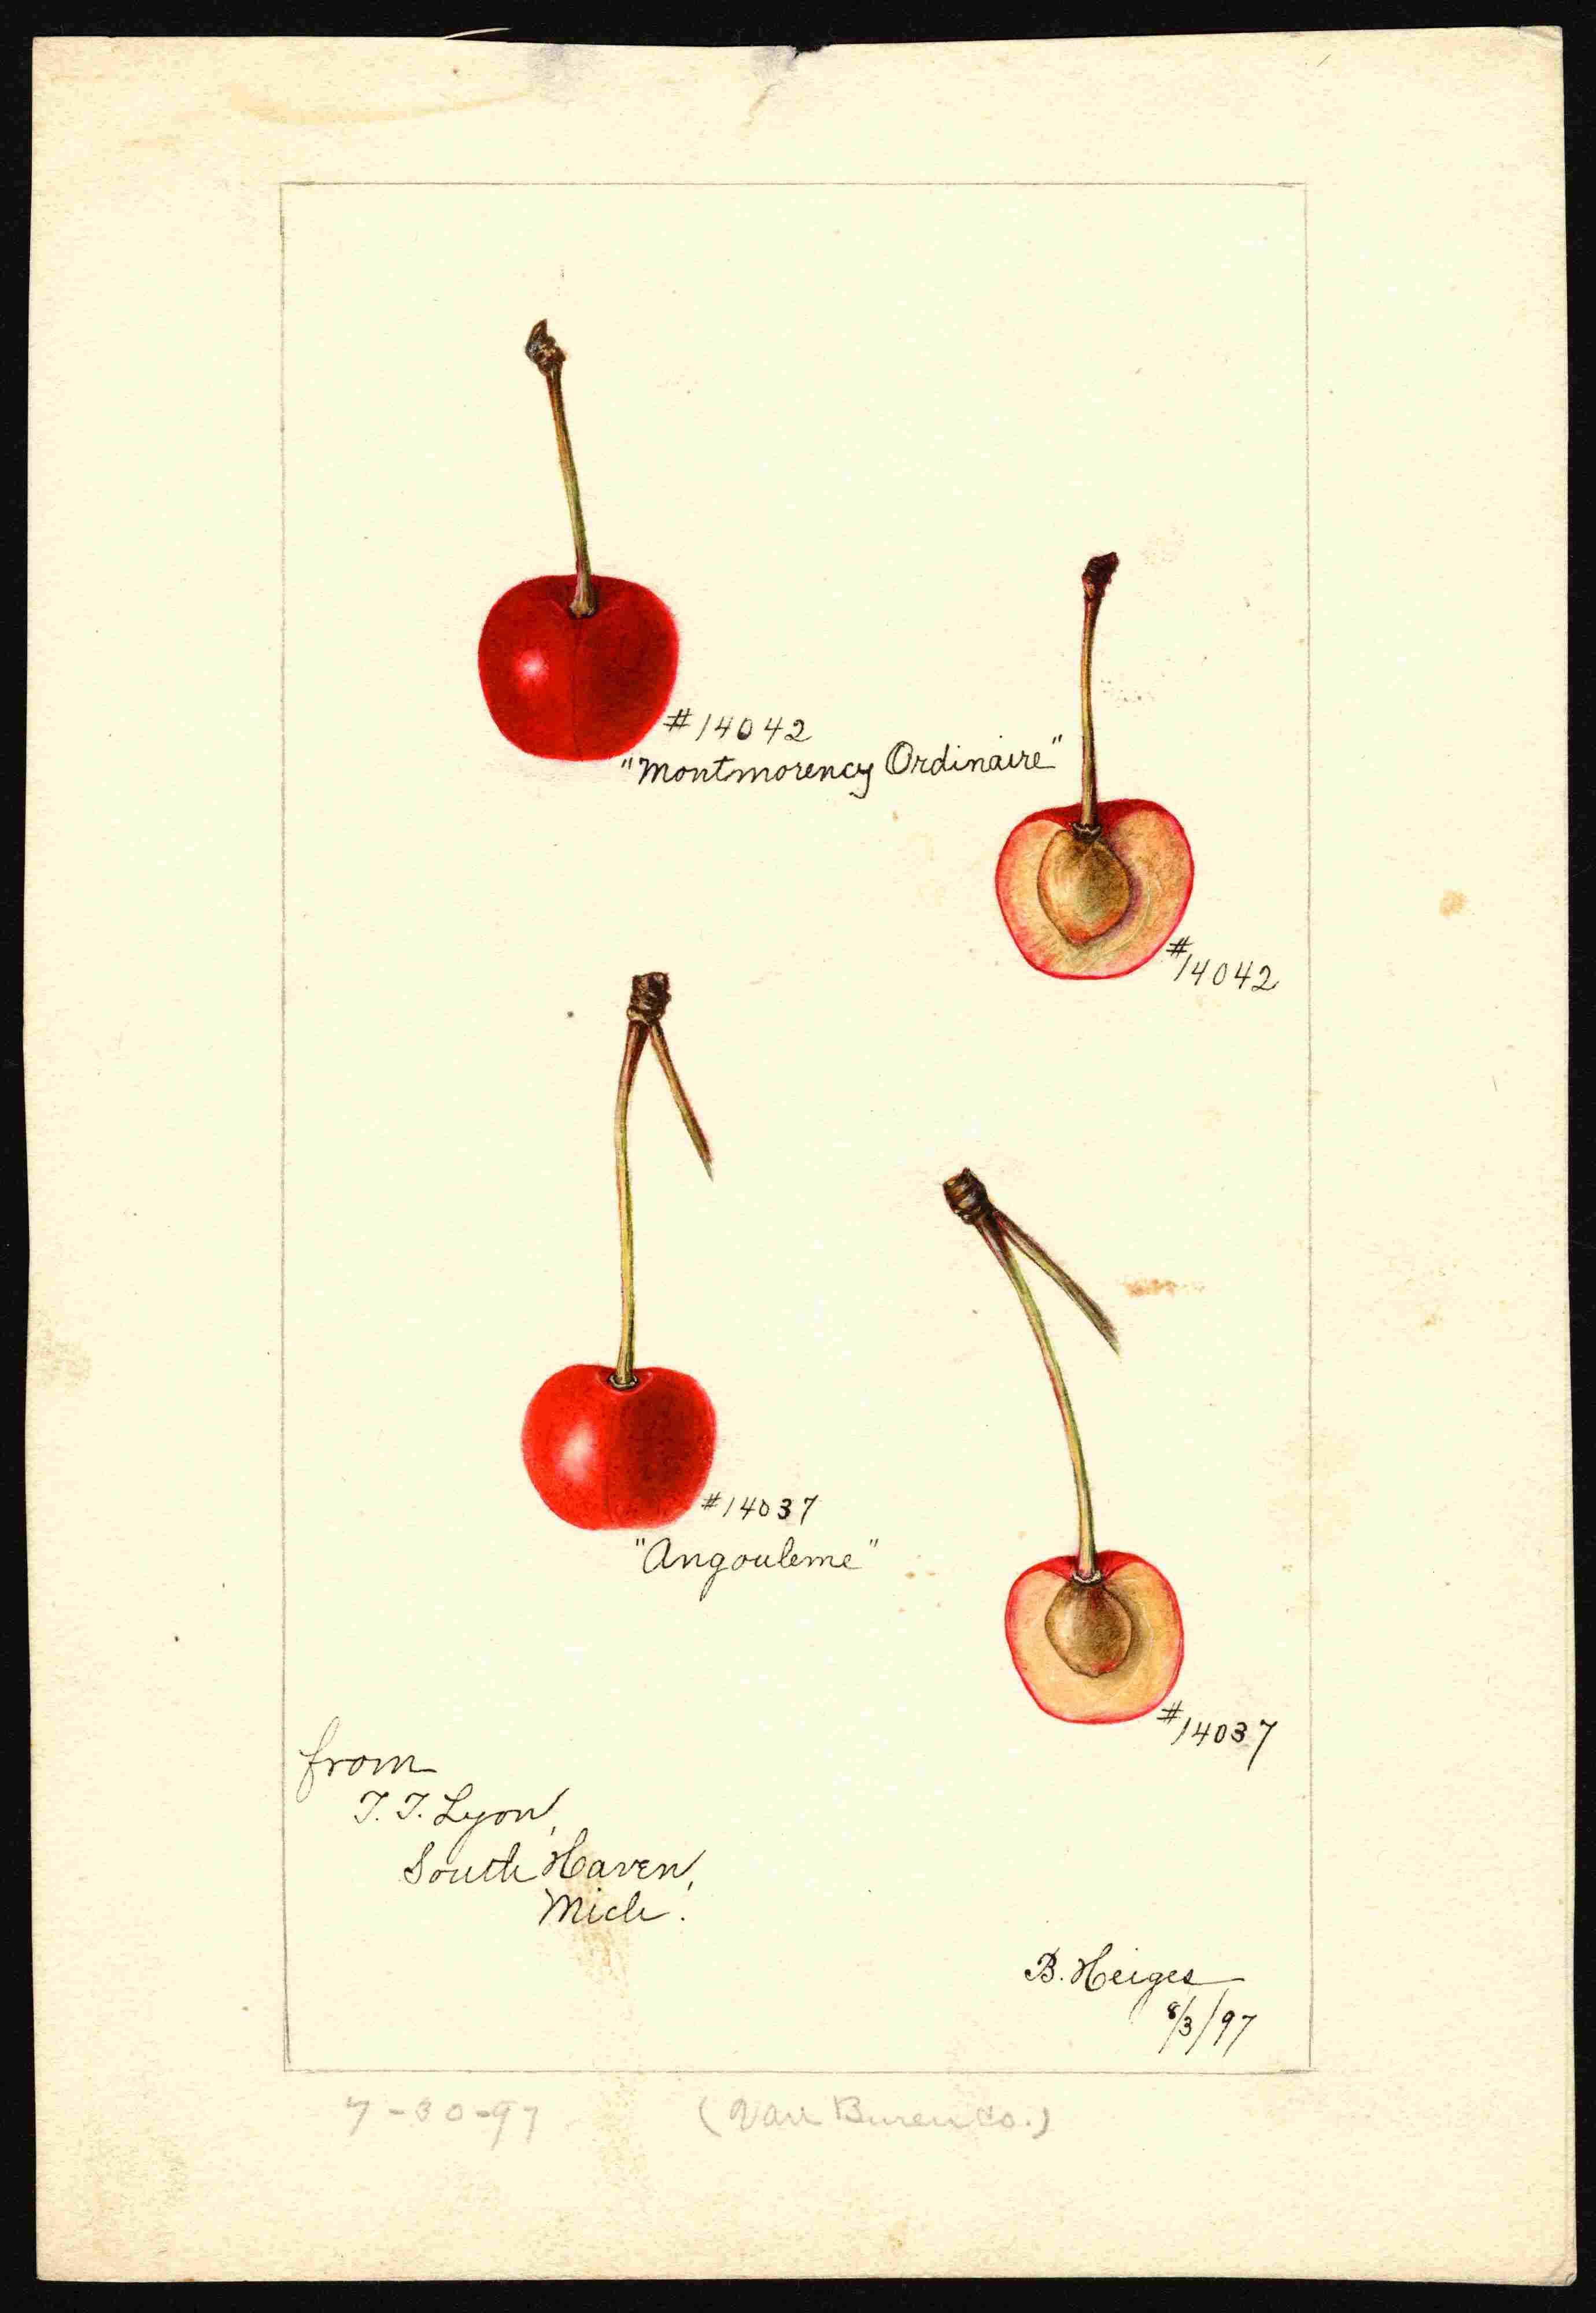 #14042
"Montmorency Ordinaire"
#14042
#14037
"Angouleme"
#14037
from
T. T. Lyon,
South Haven,
Mich.
B. Heiges
8/3/97
7-30-97 (Van Buren Co.)